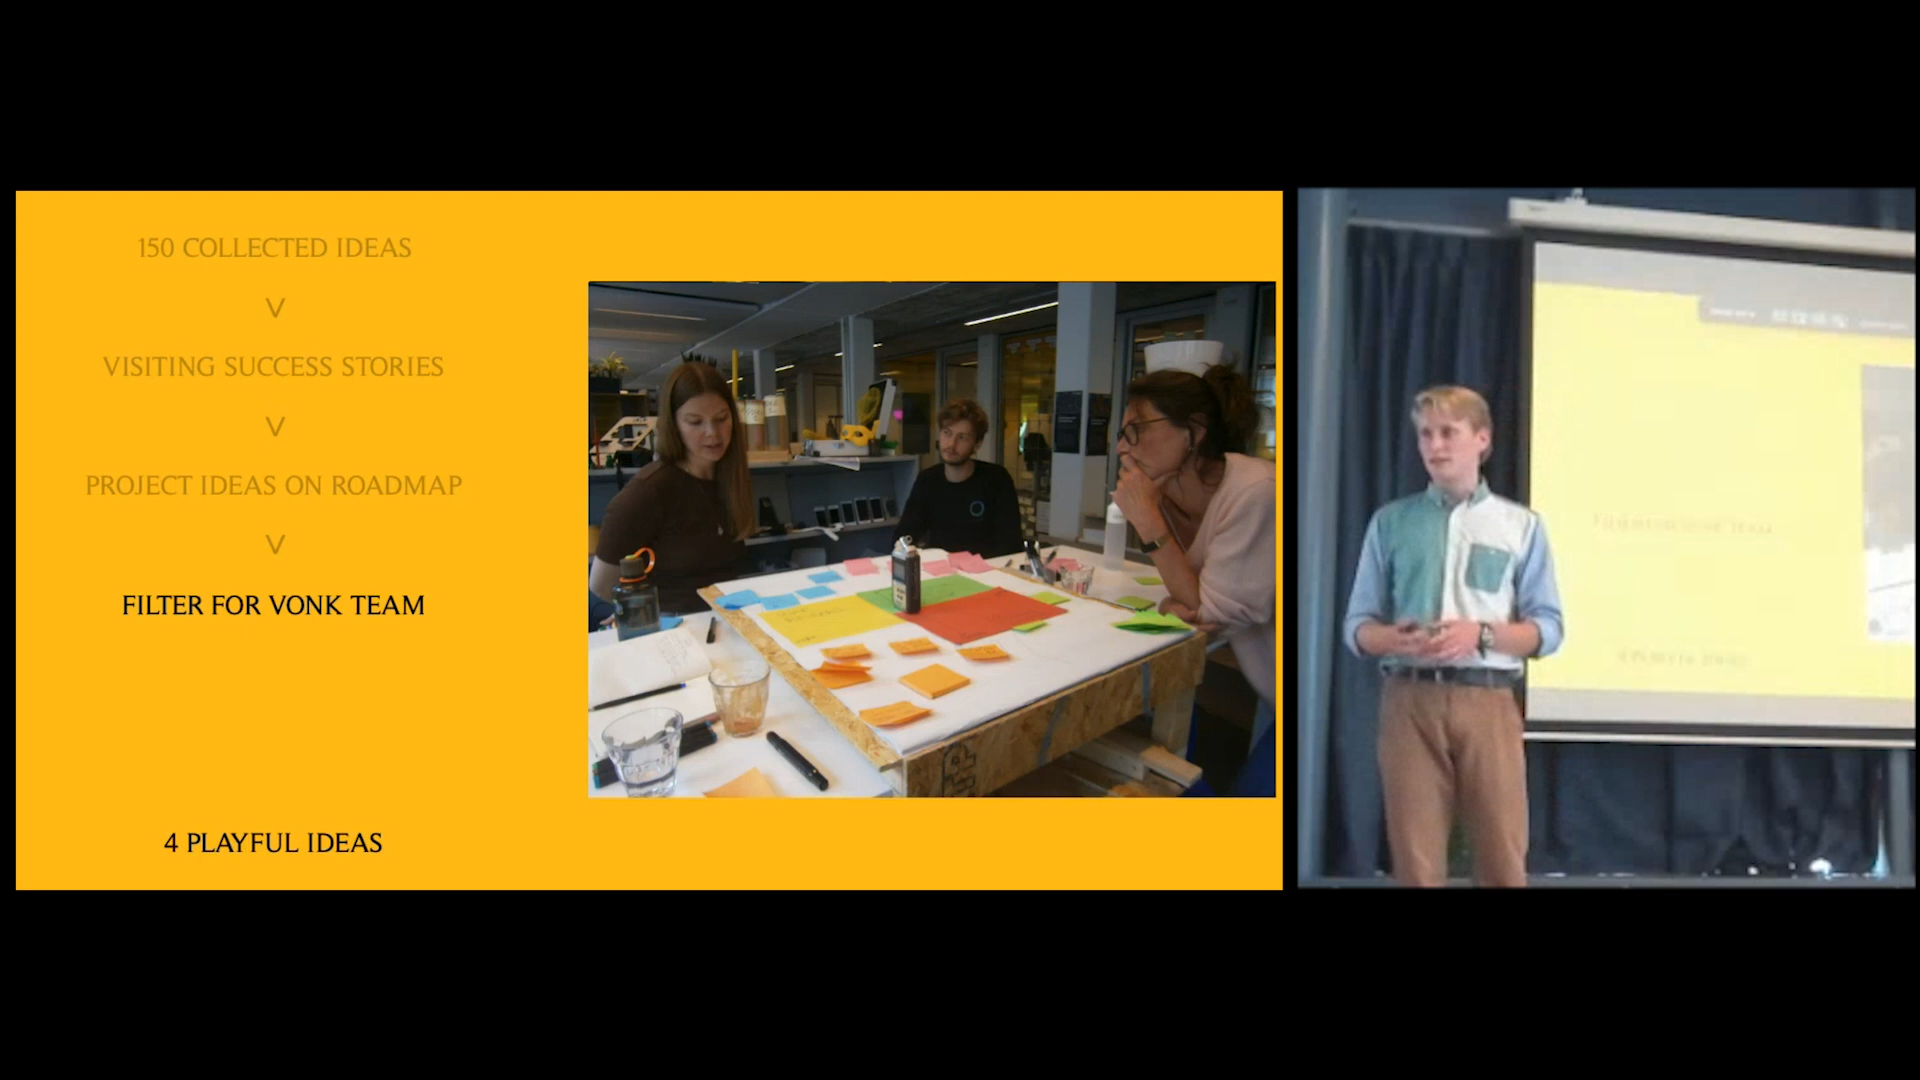 150 COLLECTED IDEAS
V
VISITING SUCCESS STORIES
V
PROJECT IDEAS ON ROADMAP
V
FILTER FOR VONK TEAM
4 PLAYFUL IDEAS